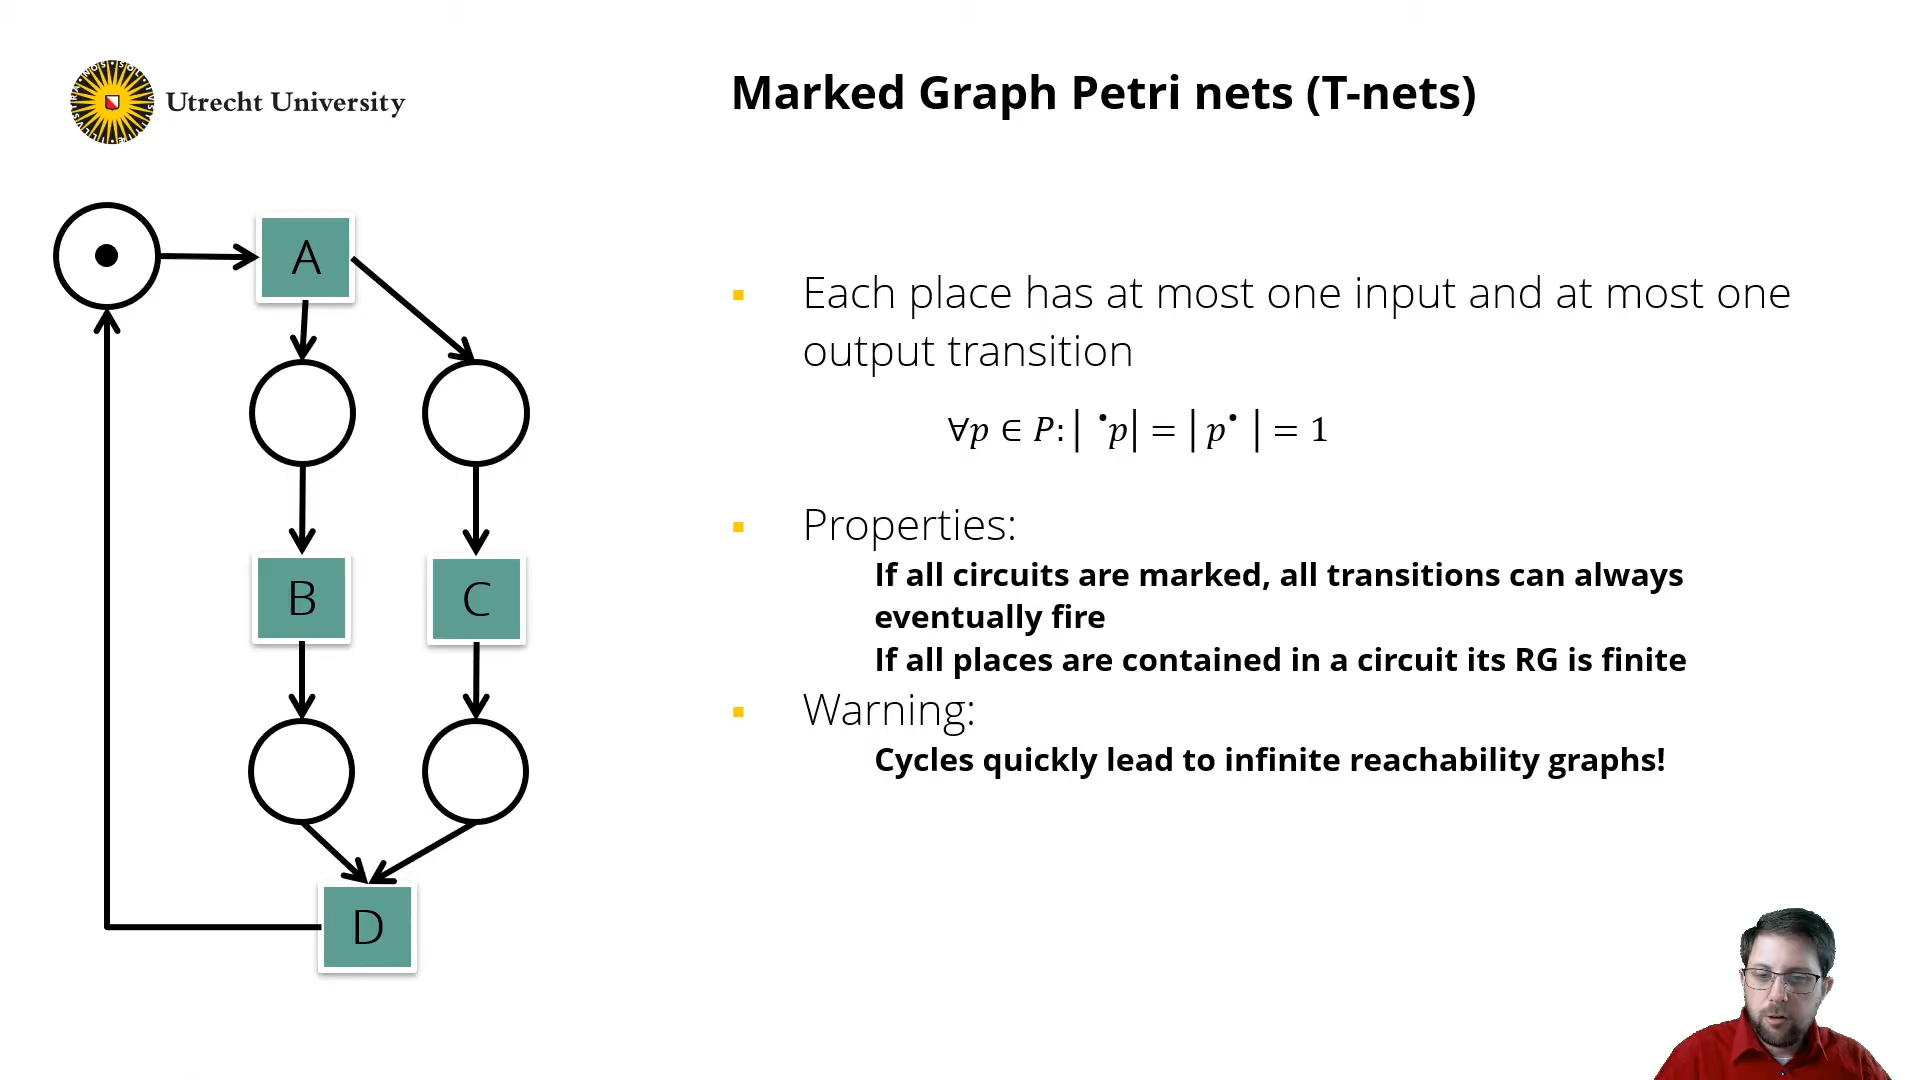 Utrecht University
Marked Graph Petri nets (T-nets)
A
B
C
D
▪ Each place has at most one input and at most one
output transition
∀p ∈ P: | •p| = | p• | = 1
▪ Properties:
If all circuits are marked, all transitions can always
eventually fire
If all places are contained in a circuit its RG is finite
▪ Warning:
Cycles quickly lead to infinite reachability graphs!